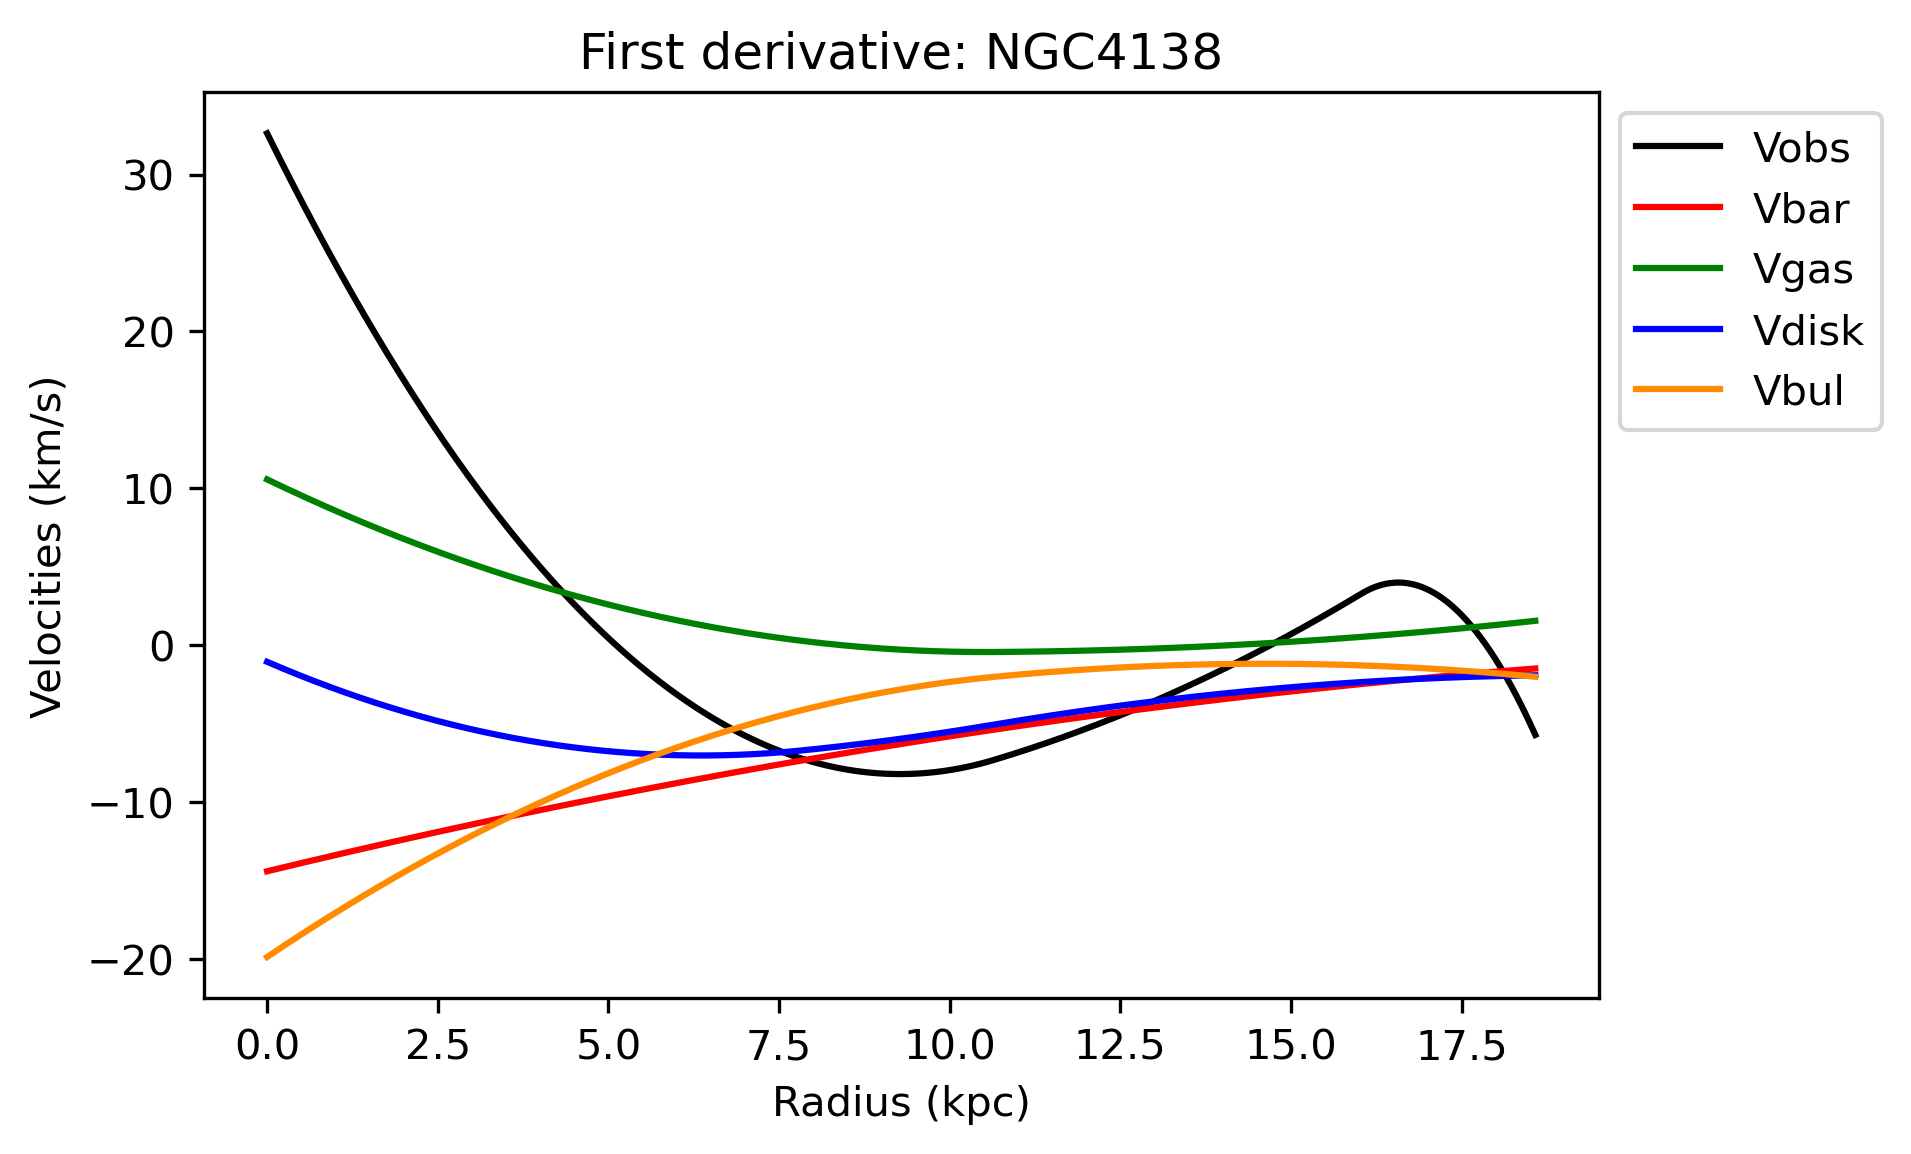 First derivative: NGC4138
Velocities (km/s)
30
20
10
0
−10
−20
0.0 2.5 5.0 7.5 10.0 12.5 15.0 17.5
Radius (kpc)
Vobs
Vbar
Vgas
Vdisk
Vbul